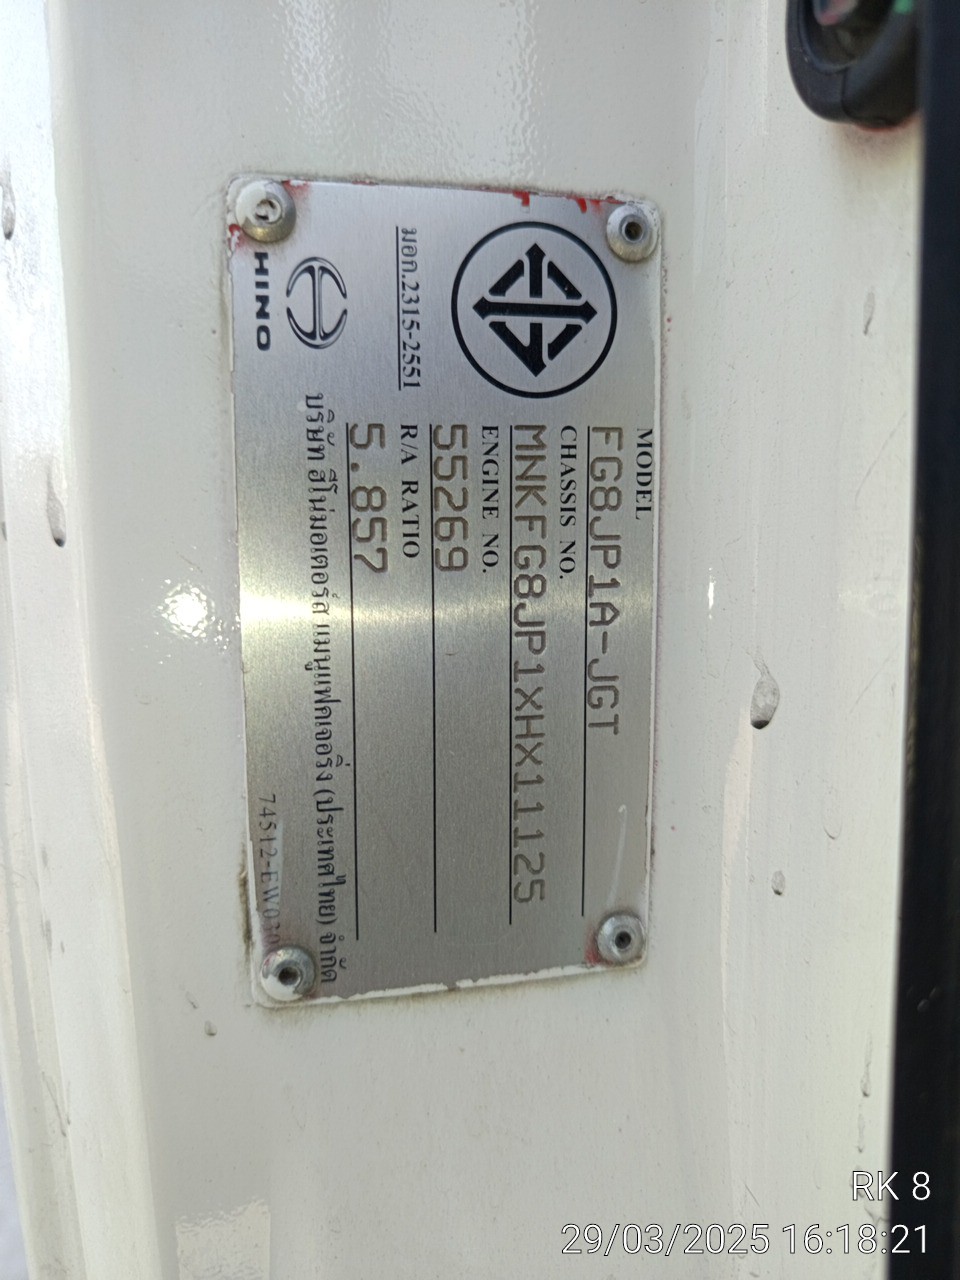 MODEL
FG8JP1A-JGT
CHASSIS NO.
MNKFG8JP1XHX11125
ENGINE NO.
55269
R/A RATIO
5.857
มอก.2315-2551
HINO
บริษัท ฮีโน่มอเตอร์ส แมนูแฟคเจอริ่ง (ประเทศไทย) จำกัด
RK 8
29/03/2025 16:18:21